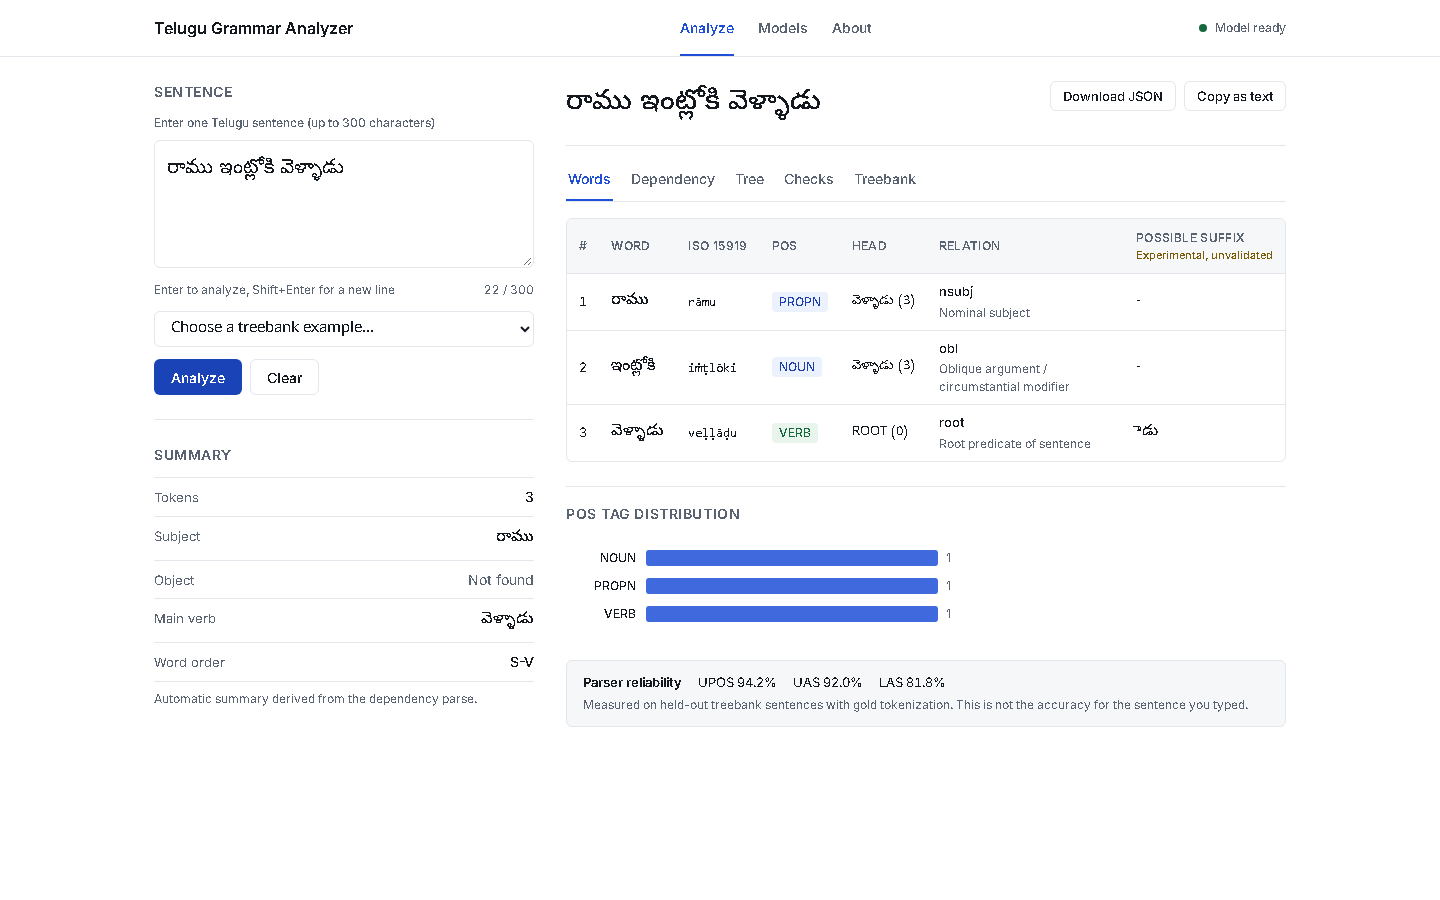 Telugu Grammar Analyzer
Analyze Models About
Model ready
SENTENCE
Enter one Telugu sentence (up to 300 characters)
రాము ఇంట్లోకి వెళ్ళాడు
Enter to analyze, Shift+Enter for a new line 22 / 300
Choose a treebank example...
Analyze Clear
SUMMARY
Tokens 3
Subject రాము
Object Not found
Main verb వెళ్ళాడు
Word order S-V
Automatic summary derived from the dependency parse.
రాము ఇంట్లోకి వెళ్ళాడు
Download JSON Copy as text
Words Dependency Tree Checks Treebank
# WORD ISO 15919 POS HEAD RELATION POSSIBLE SUFFIX
Experimental, unvalidated
1 రాము rāmu PROPN వెళ్ళాడు (3) nsubj -
Nominal subject
2 ఇంట్లోకి iṁṭlōki NOUN వెళ్ళాడు (3) obl -
Oblique argument /
circumstantial modifier
3 వెళ్ళాడు veḷḷāḍu VERB ROOT (0) root ాడు
Root predicate of sentence
POS TAG DISTRIBUTION
NOUN 1
PROPN 1
VERB 1
Parser reliability UPOS 94.2% UAS 92.0% LAS 81.8%
Measured on held-out treebank sentences with gold tokenization. This is not the accuracy for the sentence you typed.